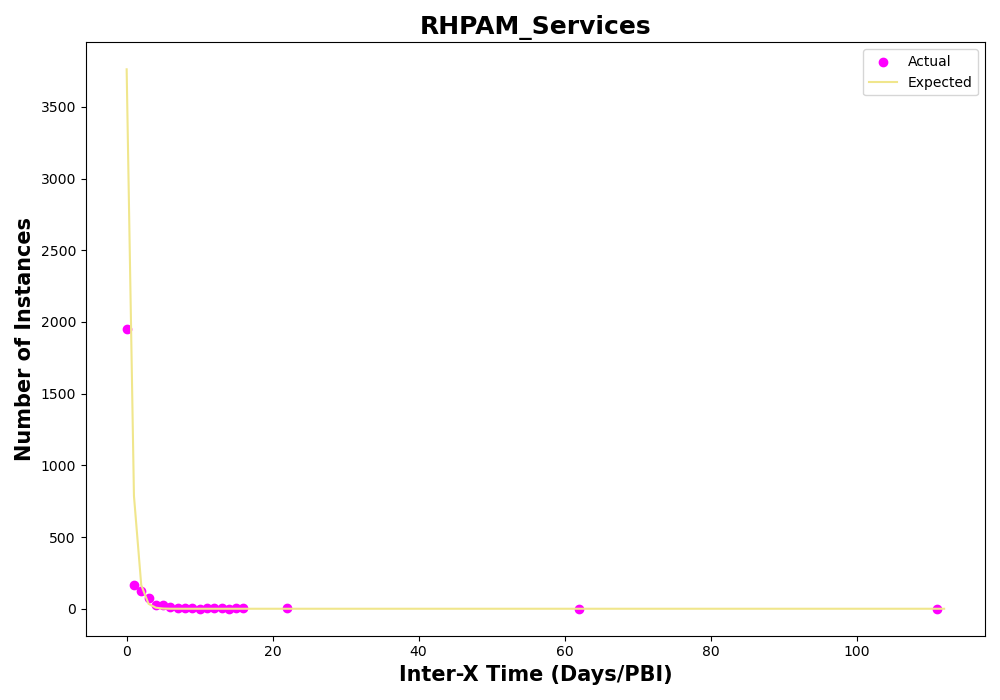 RHPAM_Services
Actual
Expected
Number of Instances
3500
3000
2500
2000
1500
1000
500
0
0 20 40 60 80 100
Inter-X Time (Days/PBI)